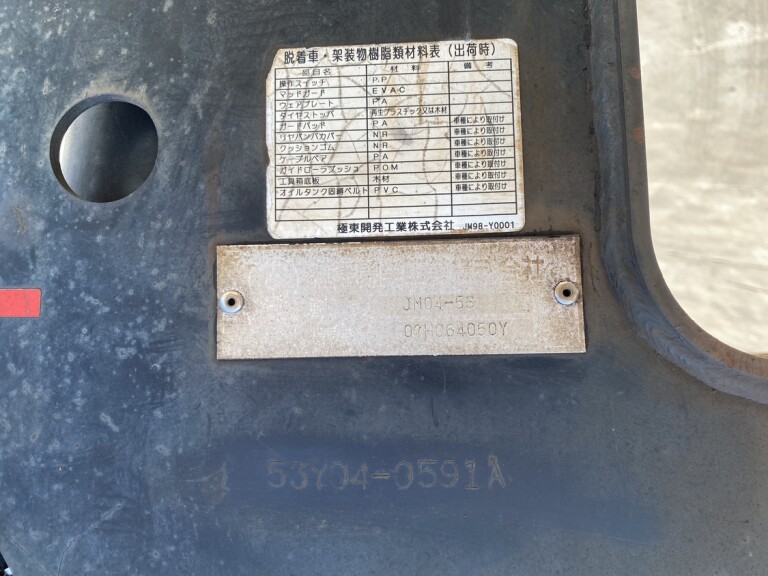 脱着車・架装物樹脂類材料表（出荷時）
部品名 材料 備考
操作スイッチ P.P
マッドガード EVAC
ウェアプレート PA
タイヤストッパ 再生プラスチック又は木材
ガードパッド PA 車種により取付け
リヤバンパカバー NR 車種により取付け
クッションゴム NR 車種により取付け
ケーブルベア PA 車種により取付け
ガイドローラブッシュ POM 車種により取付け
工具箱底板 木材 車種により取付け
オイルタンク固縛ベルト PVC 車種により取付け
極東開発工業株式会社 JM98-Y0001
会社
JM04-55
07H064050Y
53Y04-0591A